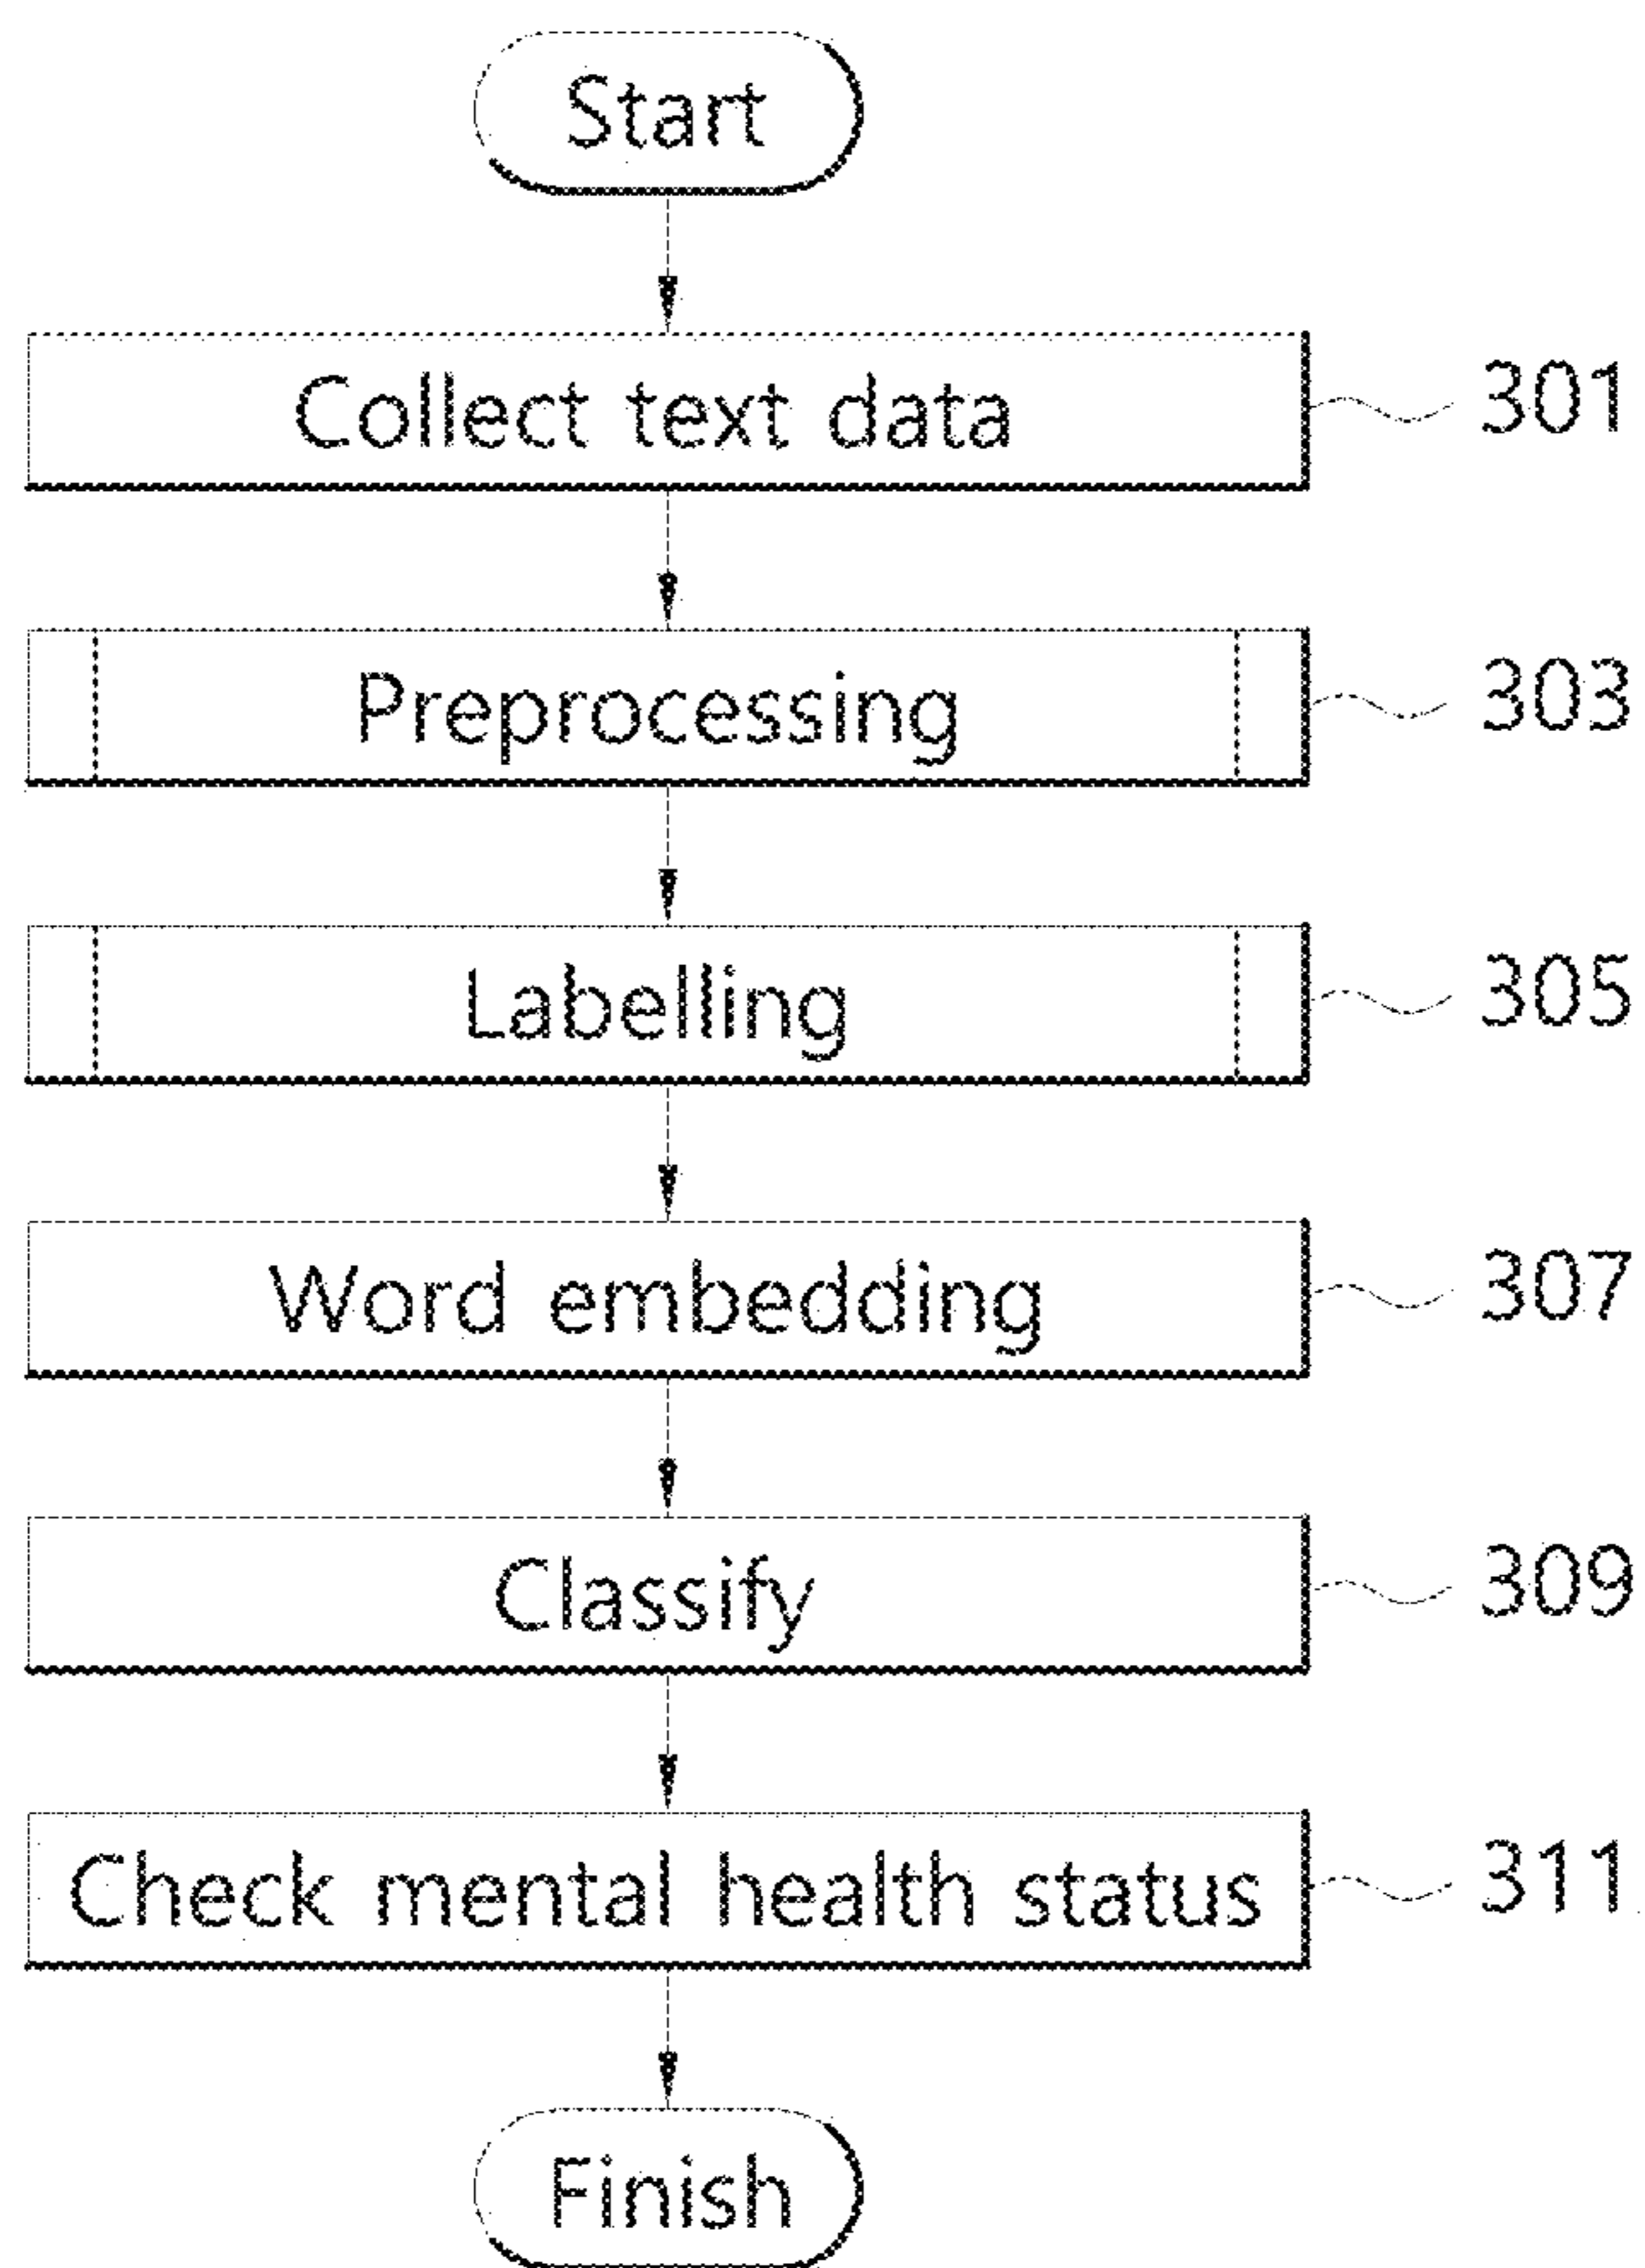 Start
Collect text data 301
Preprocessing 303
Labelling 305
Word embedding 307
Classify 309
Check mental health status 311
Finish